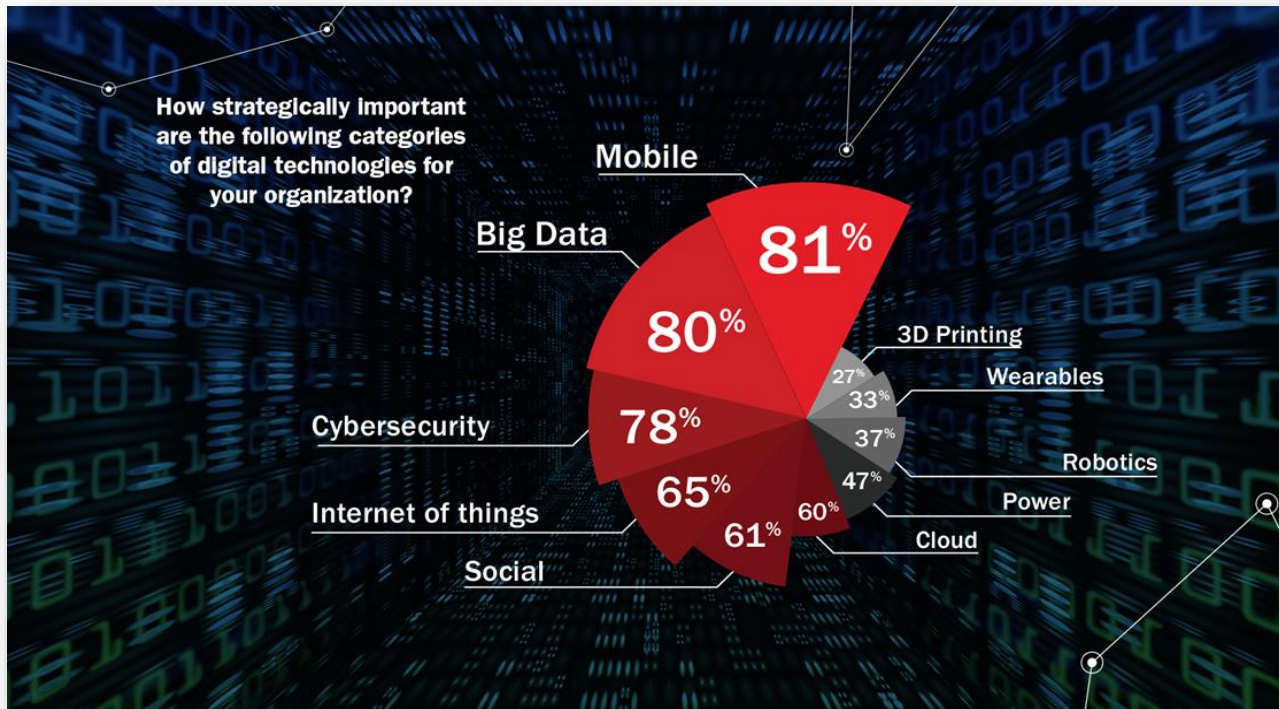 How strategically important
are the following categories
of digital technologies for
your organization?
Mobile
81%
Big Data
80%
Cybersecurity
78%
Internet of things
65%
Social
61%
3D Printing
27%
Wearables
33%
Robotics
37%
Power
47%
Cloud
60%